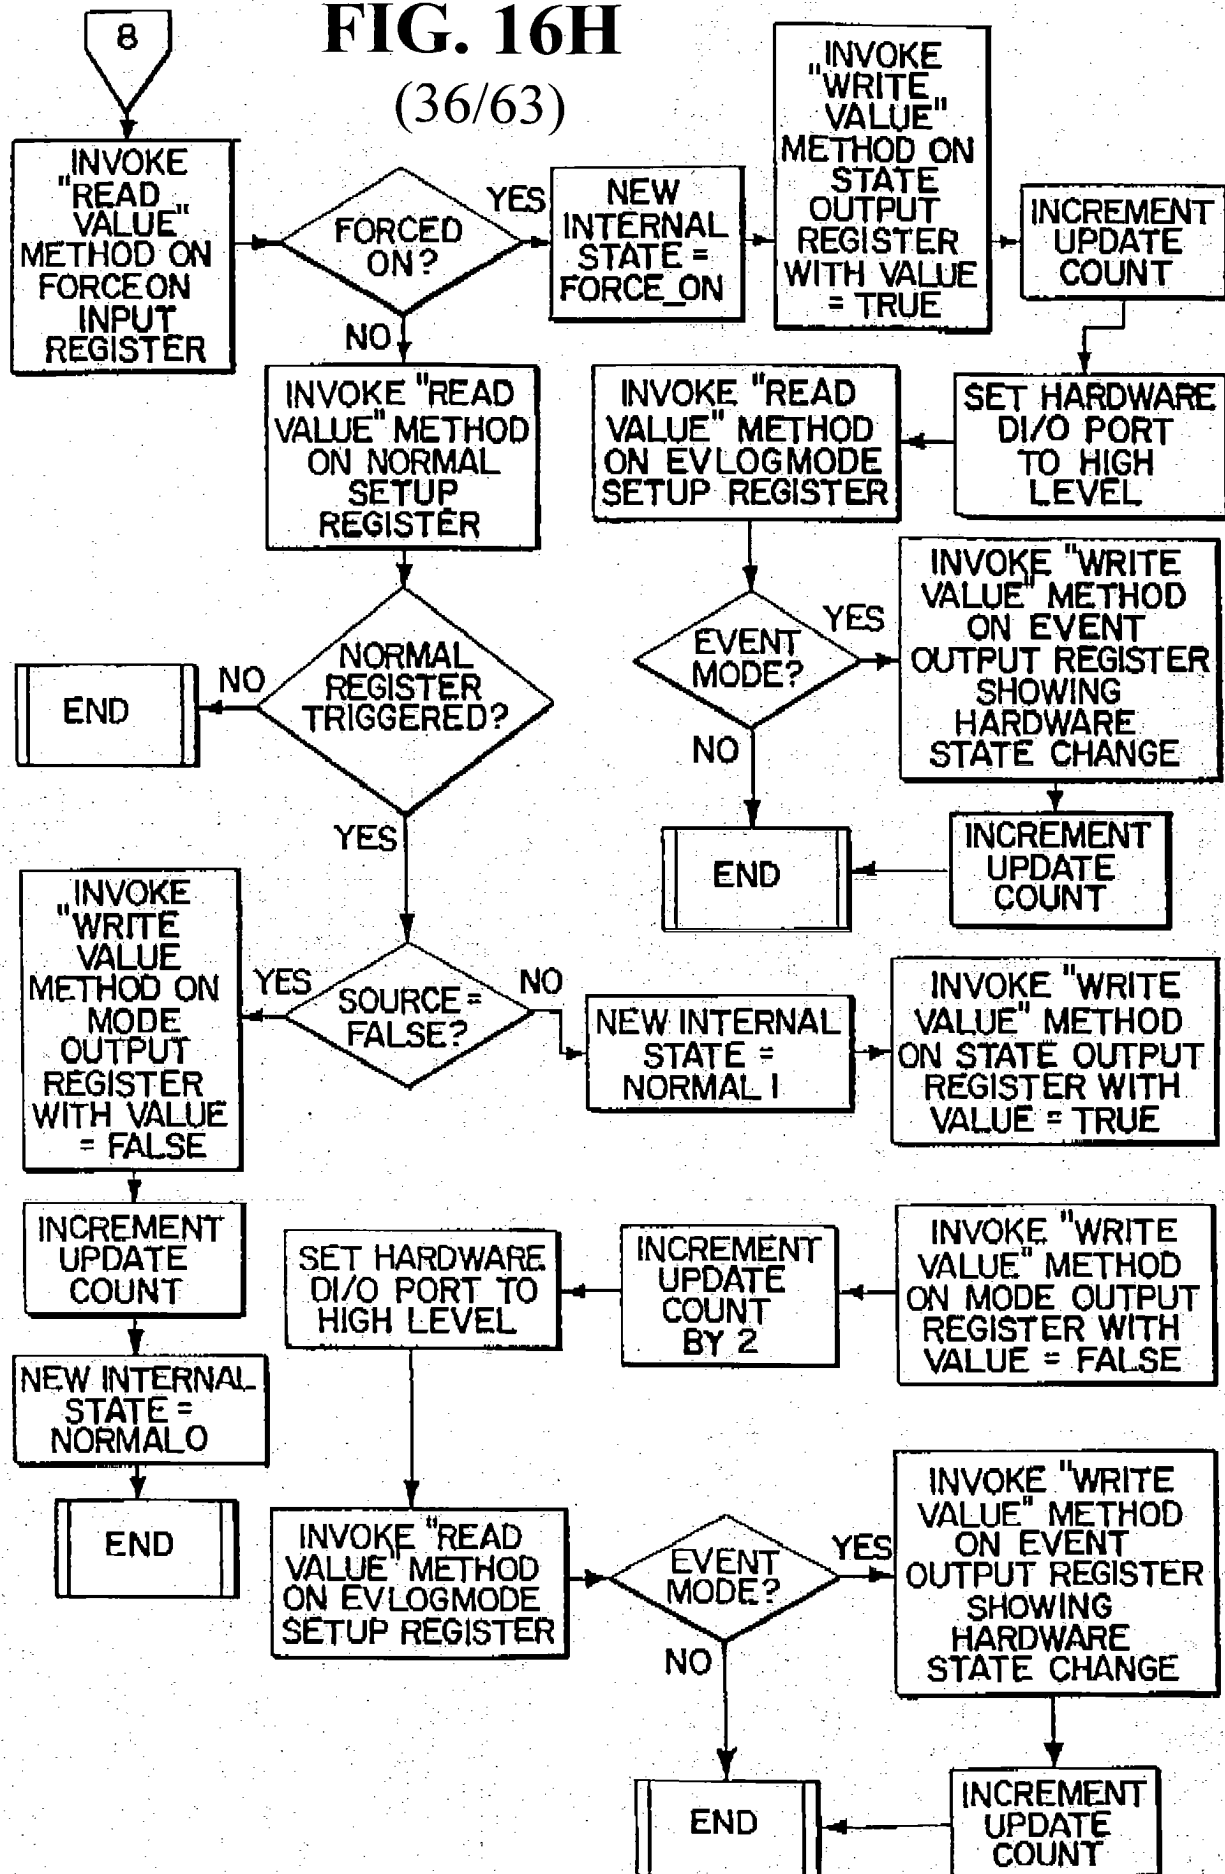 8
FIG. 16H
(36/63)
INVOKE
"READ
VALUE"
METHOD ON
FORCEON
INPUT
REGISTER
FORCED
ON?
YES
NO
NEW
INTERNAL
STATE =
FORCE_ON
INVOKE
"WRITE
VALUE"
METHOD ON
STATE
OUTPUT
REGISTER
WITH VALUE
= TRUE
INCREMENT
UPDATE
COUNT
SET HARDWARE
DI/O PORT
TO HIGH
LEVEL
INVOKE "READ
VALUE" METHOD
ON EVLOGMODE
SETUP REGISTER
INVOKE "READ
VALUE" METHOD
ON NORMAL
SETUP
REGISTER
EVENT
MODE?
YES
NO
INVOKE "WRITE
VALUE" METHOD
ON EVENT
OUTPUT REGISTER
SHOWING
HARDWARE
STATE CHANGE
INCREMENT
UPDATE
COUNT
END
NORMAL
REGISTER
TRIGGERED?
NO
END
YES
SOURCE =
FALSE?
YES
NO
INVOKE
"WRITE
VALUE
METHOD ON
MODE
OUTPUT
REGISTER
WITH VALUE
= FALSE
INCREMENT
UPDATE
COUNT
NEW INTERNAL
STATE =
NORMAL0
END
NEW INTERNAL
STATE =
NORMAL 1
INVOKE "WRITE
VALUE" METHOD
ON STATE OUTPUT
REGISTER WITH
VALUE = TRUE
INVOKE "WRITE
VALUE" METHOD
ON MODE OUTPUT
REGISTER WITH
VALUE = FALSE
INCREMENT
UPDATE
COUNT
BY 2
SET HARDWARE
DI/O PORT TO
HIGH LEVEL
INVOKE "READ
VALUE" METHOD
ON EVLOGMODE
SETUP REGISTER
EVENT
MODE?
YES
NO
INVOKE "WRITE
VALUE" METHOD
ON EVENT
OUTPUT REGISTER
SHOWING
HARDWARE
STATE CHANGE
INCREMENT
UPDATE
COUNT
END